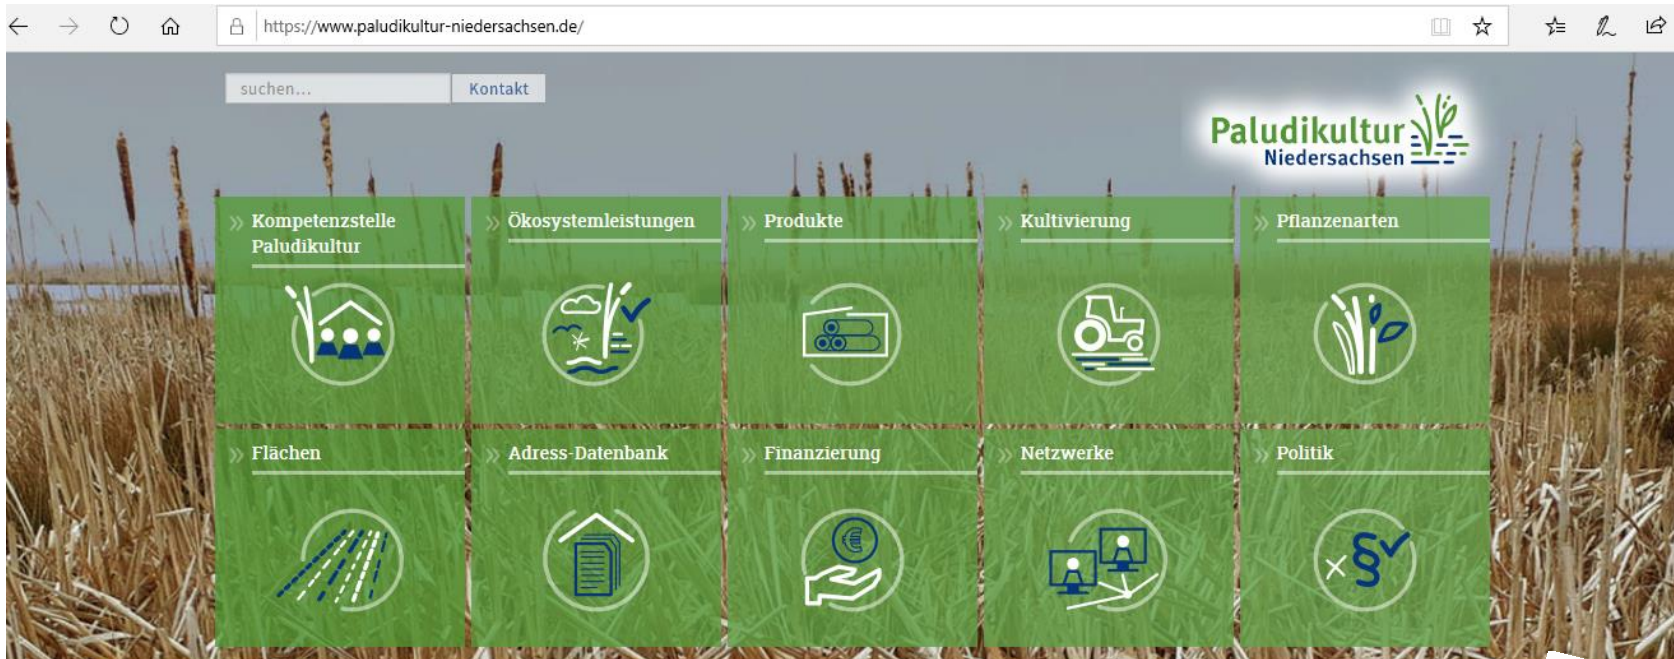 https://www.paludikultur-niedersachsen.de/
suchen...
Kontakt
Paludikultur
Niedersachsen
» Kompetenzstelle
Paludikultur
» Ökosystemleistungen
» Produkte
» Kultivierung
» Pflanzenarten
» Flächen
» Adress-Datenbank
» Finanzierung
» Netzwerke
» Politik
€
§